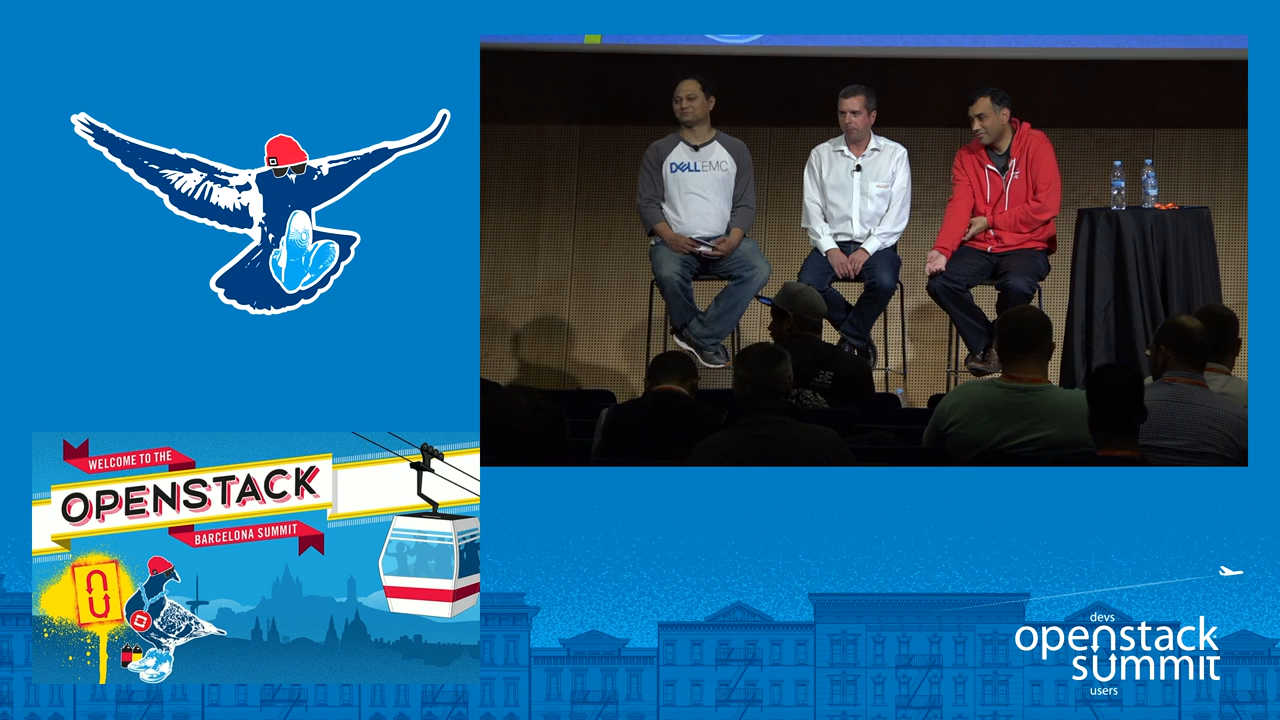 DELLEMC
WELCOME TO THE
OPENSTACK
BARCELONA SUMMIT
devs
openstack
summit
users